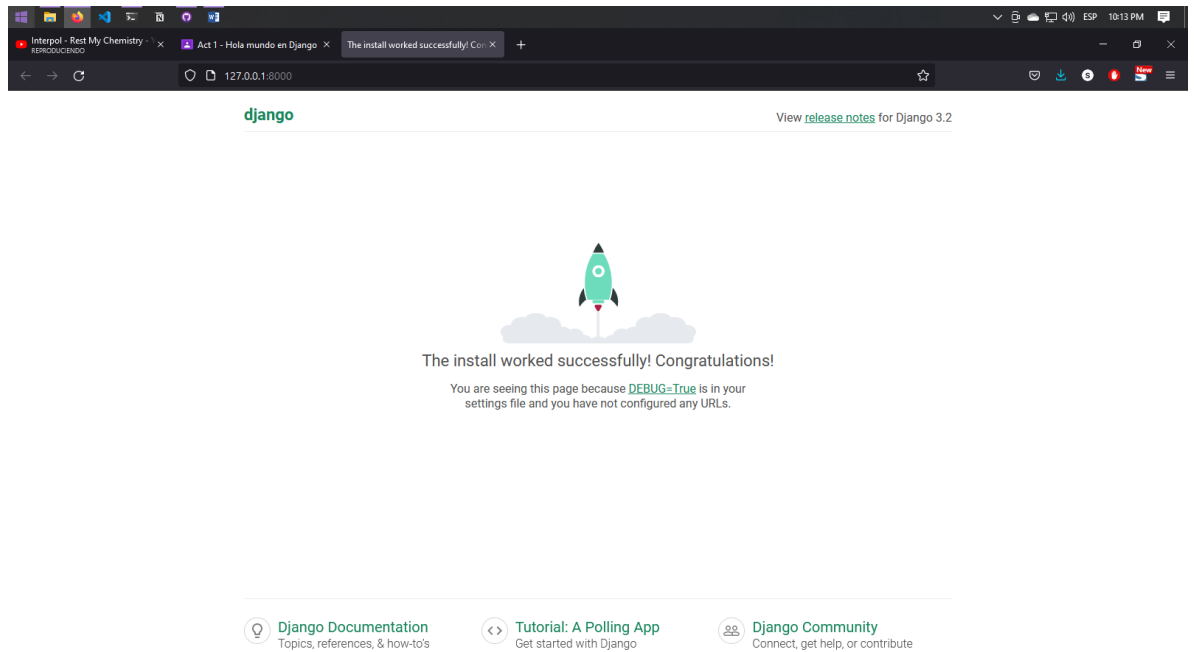 ESP 10:13 PM
Interpol - Rest My Chemistry -
REPRODUCIENDO
Act 1 - Hola mundo en Django
The install worked successfully! Con
127.0.0.1:8000
S
New
django
View release notes for Django 3.2
The install worked successfully! Congratulations!
You are seeing this page because DEBUG=True is in your
settings file and you have not configured any URLs.
Django Documentation
Topics, references, & how-to's
Tutorial: A Polling App
Get started with Django
Django Community
Connect, get help, or contribute